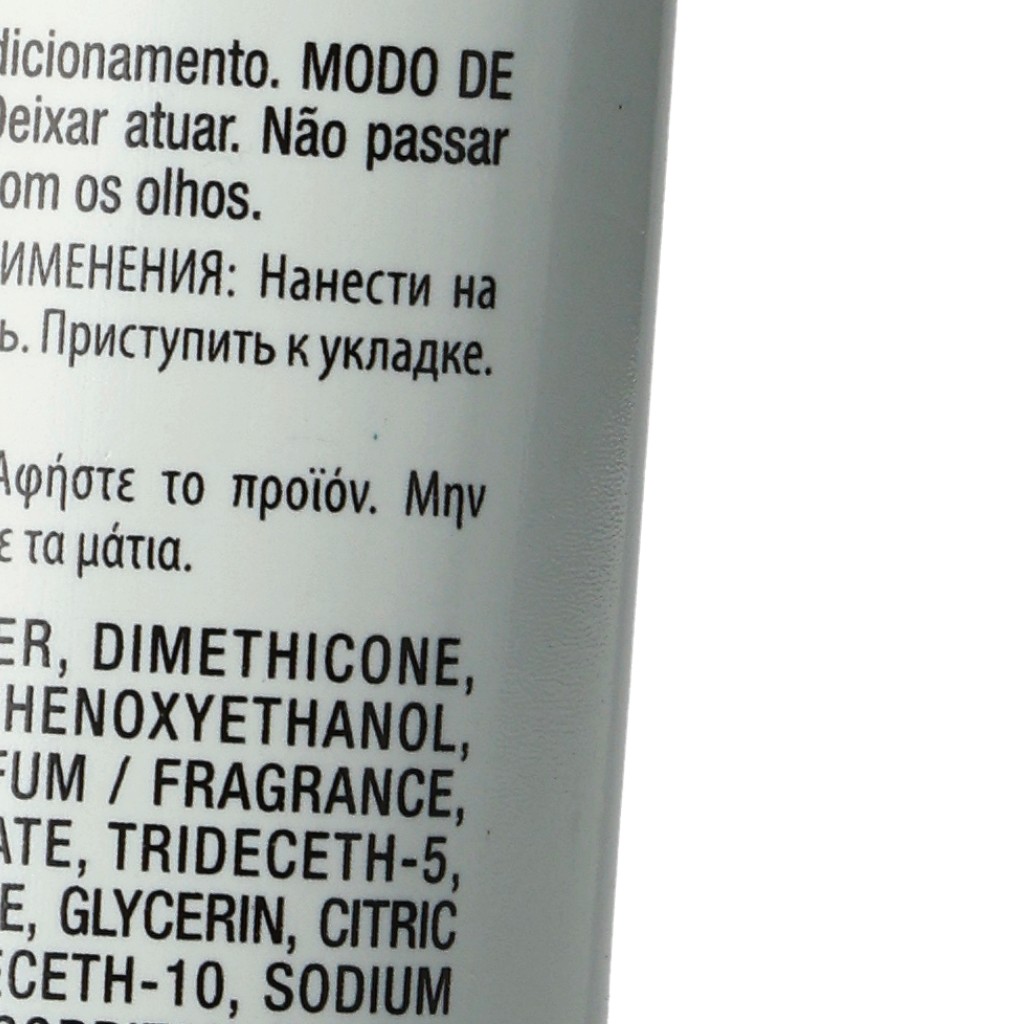 dicionamento. MODO DE
Deixar atuar. Não passar
om os olhos.
ИМЕНЕНИЯ: Нанести на
ь. Приступить к укладке.
Αφήστε το προϊόν. Μην
ε τα μάτια.
ER, DIMETHICONE,
HENOXYETHANOL,
FUM / FRAGRANCE,
ATE, TRIDECETH-5,
E, GLYCERIN, CITRIC
ECETH-10, SODIUM